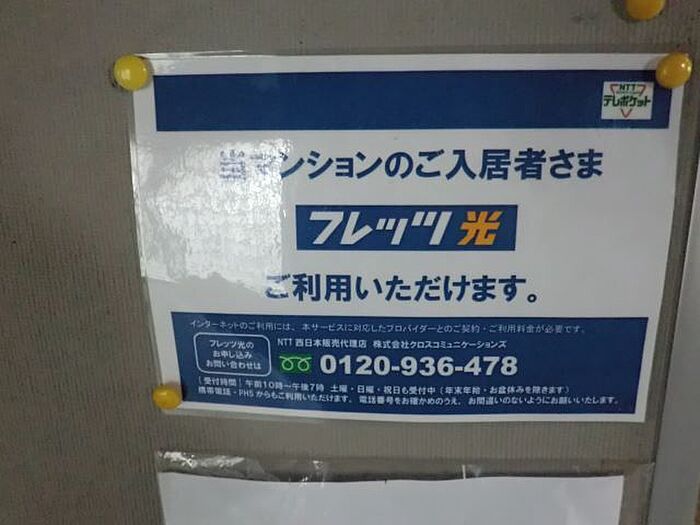 NTT
テレポケット
当マンションのご入居者さま
フレッツ光
ご利用いただけます。
インターネットのご利用には、本サービスに対応したプロバイダーとのご契約・ご利用料金が必要です。
フレッツ光の
お申し込み
お問い合わせは
NTT 西日本販売代理店 株式会社クロスコミュニケーションズ
0120-936-478
[受付時間] 午前10時~午後7時 土曜・日曜・祝日も受付中(年末年始・お盆休みを除きます)
携帯電話・PHSからもご利用いただけます。電話番号をお確かめのうえ、お間違いのないようにお願いいたします。